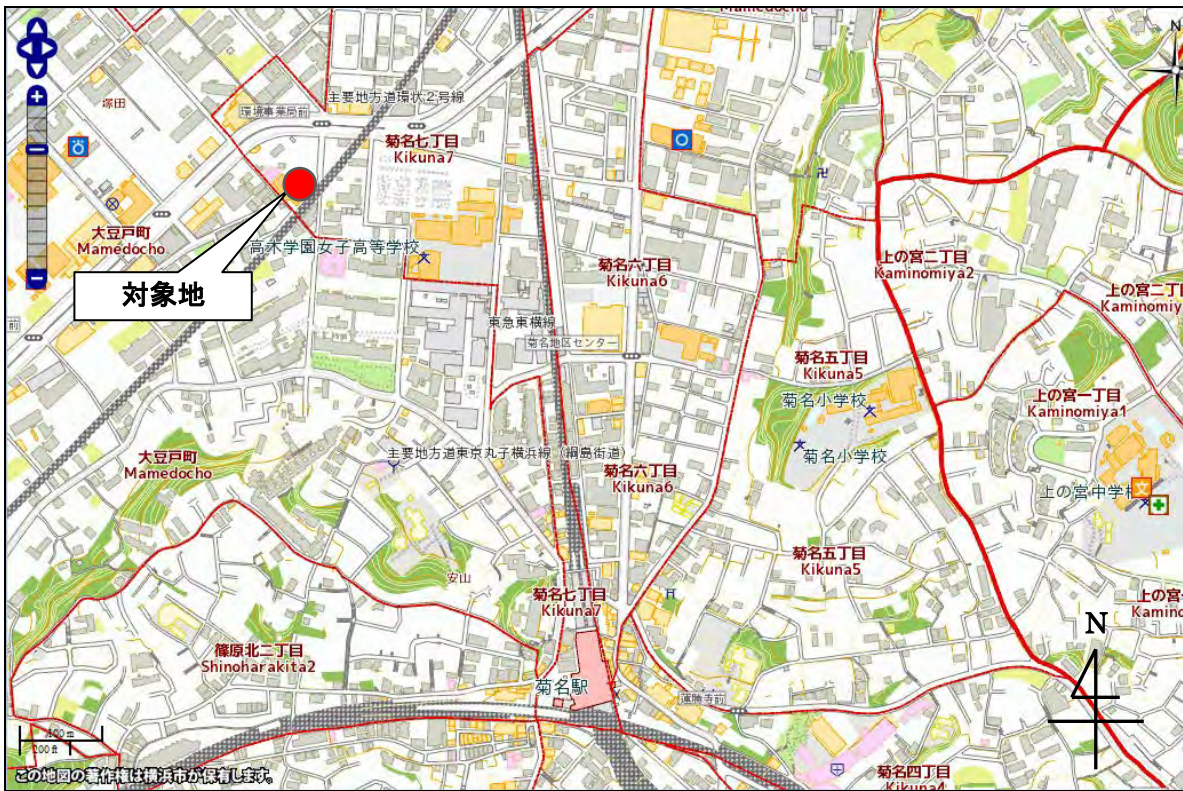 Mamedocho
N
塚田
主要地方道環状2号線
環境事業局前
菊名七丁目
Kikuna7
大豆戸町
Mamedocho
高木学園女子高等学校
対象地
菊名六丁目
Kikuna6
上の宮二丁目
Kaminomiya2
上の宮二丁目
東急東横線
菊名地区センター
菊名五丁目
Kikuna5
菊名小学校
上の宮一丁目
Kaminomiya1
菊名小学校
大豆戸町
Mamedocho
主要地方道東京丸子横浜線(綱島街道)
菊名六丁目
Kikuna6
文
上の宮中学校
菊名五丁目
Kikuna5
安山
菊名七丁目
Kikuna7
篠原北二丁目
Shinoharakita2
N
菊名駅
蓮勝寺前
100m
200 ft
この地図の著作権は横浜市が保有します。
菊名四丁目
Kikuna4